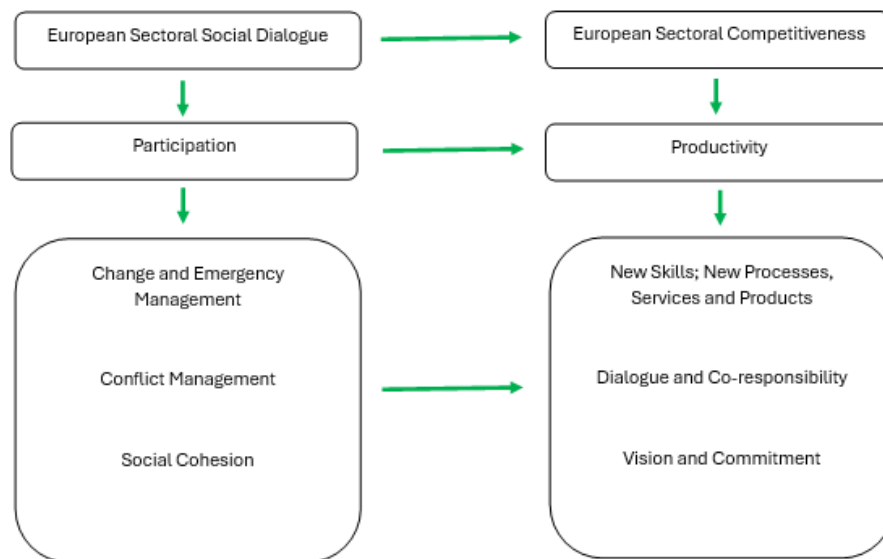 European Sectoral Social Dialogue
European Sectoral Competitiveness
Participation
Productivity
Change and Emergency
Management
Conflict Management
Social Cohesion
New Skills; New Processes,
Services and Products
Dialogue and Co-responsibility
Vision and Commitment